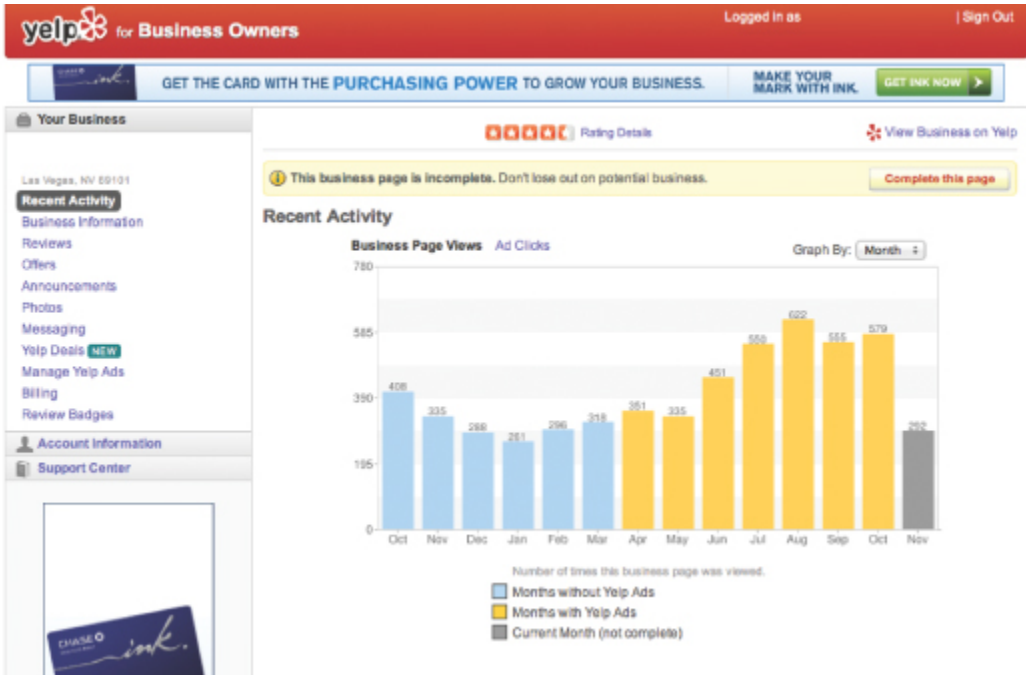 yelp for Business Owners
Logged in as | Sign Out
GET THE CARD WITH THE PURCHASING POWER TO GROW YOUR BUSINESS.
MAKE YOUR
MARK WITH INK.
GET INK NOW
Your Business
Las Vegas, NV 89101
Recent Activity
Business Information
Reviews
Offers
Announcements
Photos
Messaging
Yelp Deals NEW
Manage Yelp Ads
Billing
Review Badges
Account Information
Support Center
CHASE
ink.
Rating Details
View Business on Yelp
This business page is incomplete. Don't lose out on potential business.
Complete this page
Recent Activity
Business Page Views Ad Clicks
Graph By: Month
780
585
390
195
0
408 335 288 261 296 318 351 335 451 550 622 555 579 292
Oct Nov Dec Jan Feb Mar Apr May Jun Jul Aug Sep Oct Nov
Number of times this business page was viewed.
Months without Yelp Ads
Months with Yelp Ads
Current Month (not complete)